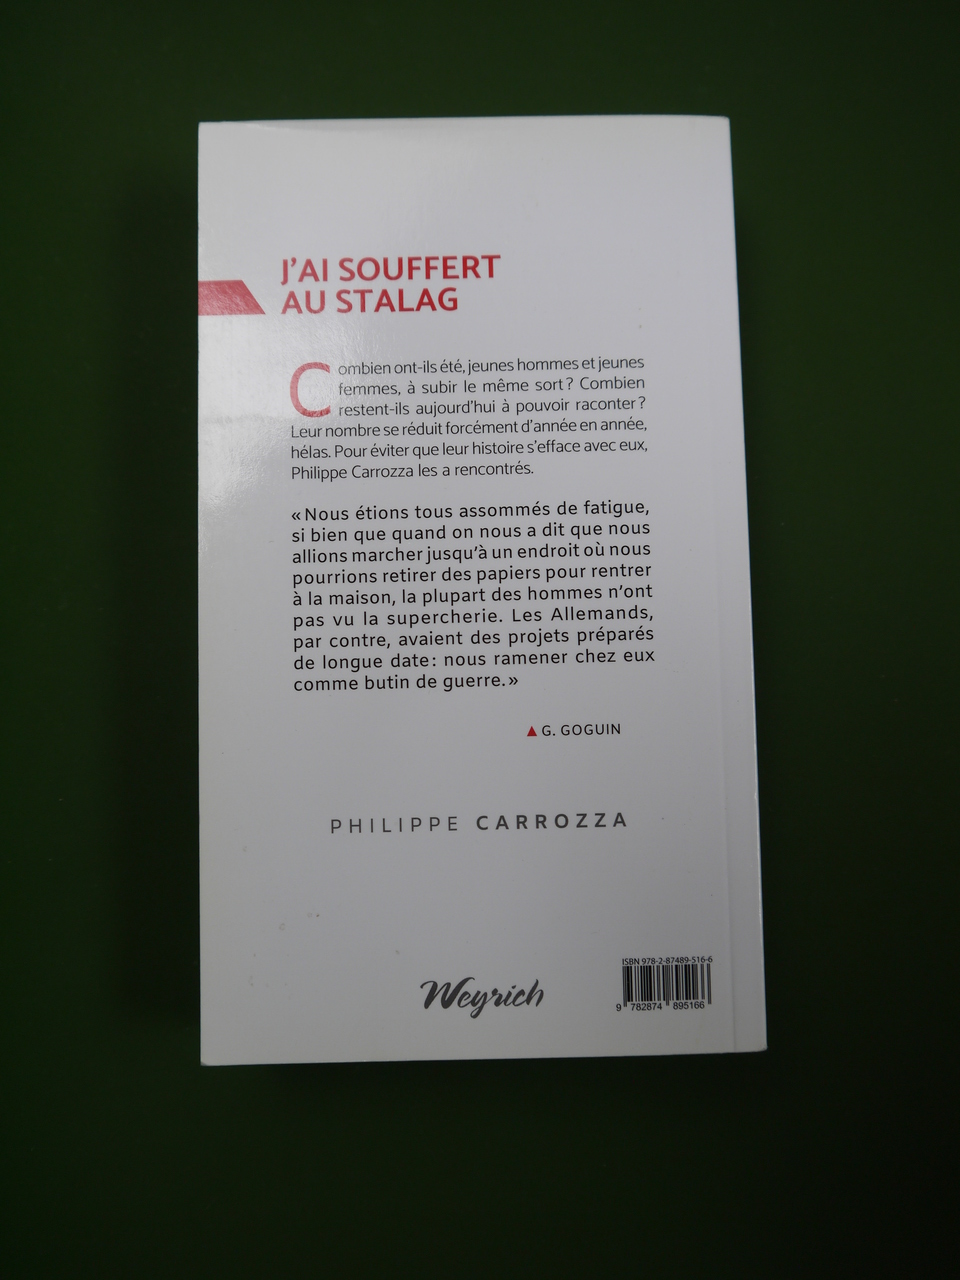 J'AI SOUFFERT
AU STALAG
Combien ont-ils été, jeunes hommes et jeunes
femmes, à subir le même sort ? Combien
restent-ils aujourd'hui à pouvoir raconter ?
Leur nombre se réduit forcément d'année en année,
hélas. Pour éviter que leur histoire s'efface avec eux,
Philippe Carrozza les a rencontrés.
« Nous étions tous assommés de fatigue,
si bien que quand on nous a dit que nous
allions marcher jusqu'à un endroit où nous
pourrions retirer des papiers pour rentrer
à la maison, la plupart des hommes n'ont
pas vu la supercherie. Les Allemands,
par contre, avaient des projets préparés
de longue date : nous ramener chez eux
comme butin de guerre. »
G. GOGUIN
PHILIPPE CARROZZA
Weyrich
ISBN 978-2-87489-516-6
9 782874 895166